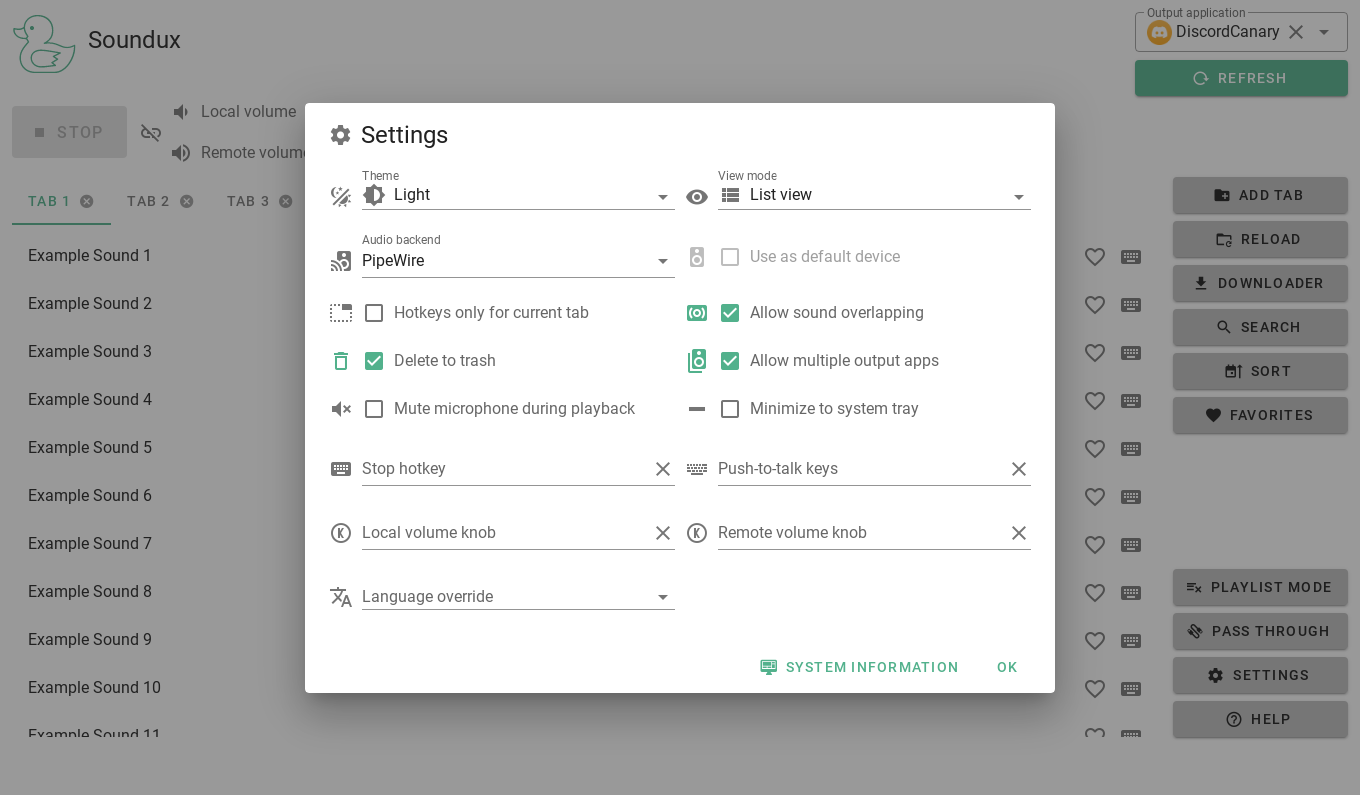 Soundux
Output application
DiscordCanary
REFRESH
STOP
Local volume
Remote volume
TAB 1
TAB 2
TAB 3
Example Sound 1
Example Sound 2
Example Sound 3
Example Sound 4
Example Sound 5
Example Sound 6
Example Sound 7
Example Sound 8
Example Sound 9
Example Sound 10
Example Sound 11
Settings
Theme
Light
View mode
List view
Audio backend
PipeWire
Use as default device
Hotkeys only for current tab
Allow sound overlapping
Delete to trash
Allow multiple output apps
Mute microphone during playback
Minimize to system tray
Stop hotkey
Push-to-talk keys
Local volume knob
Remote volume knob
Language override
SYSTEM INFORMATION
OK
ADD TAB
RELOAD
DOWNLOADER
SEARCH
SORT
FAVORITES
PLAYLIST MODE
PASS THROUGH
SETTINGS
HELP